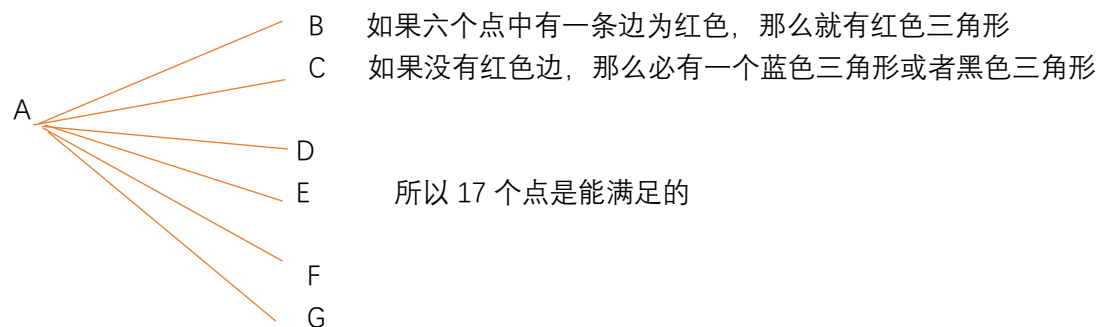 B 如果六个点中有一条边为红色，那么就有红色三角形
C 如果没有红色边，那么必有一个蓝色三角形或者黑色三角形
A
D
E 所以 17 个点是能满足的
F
G